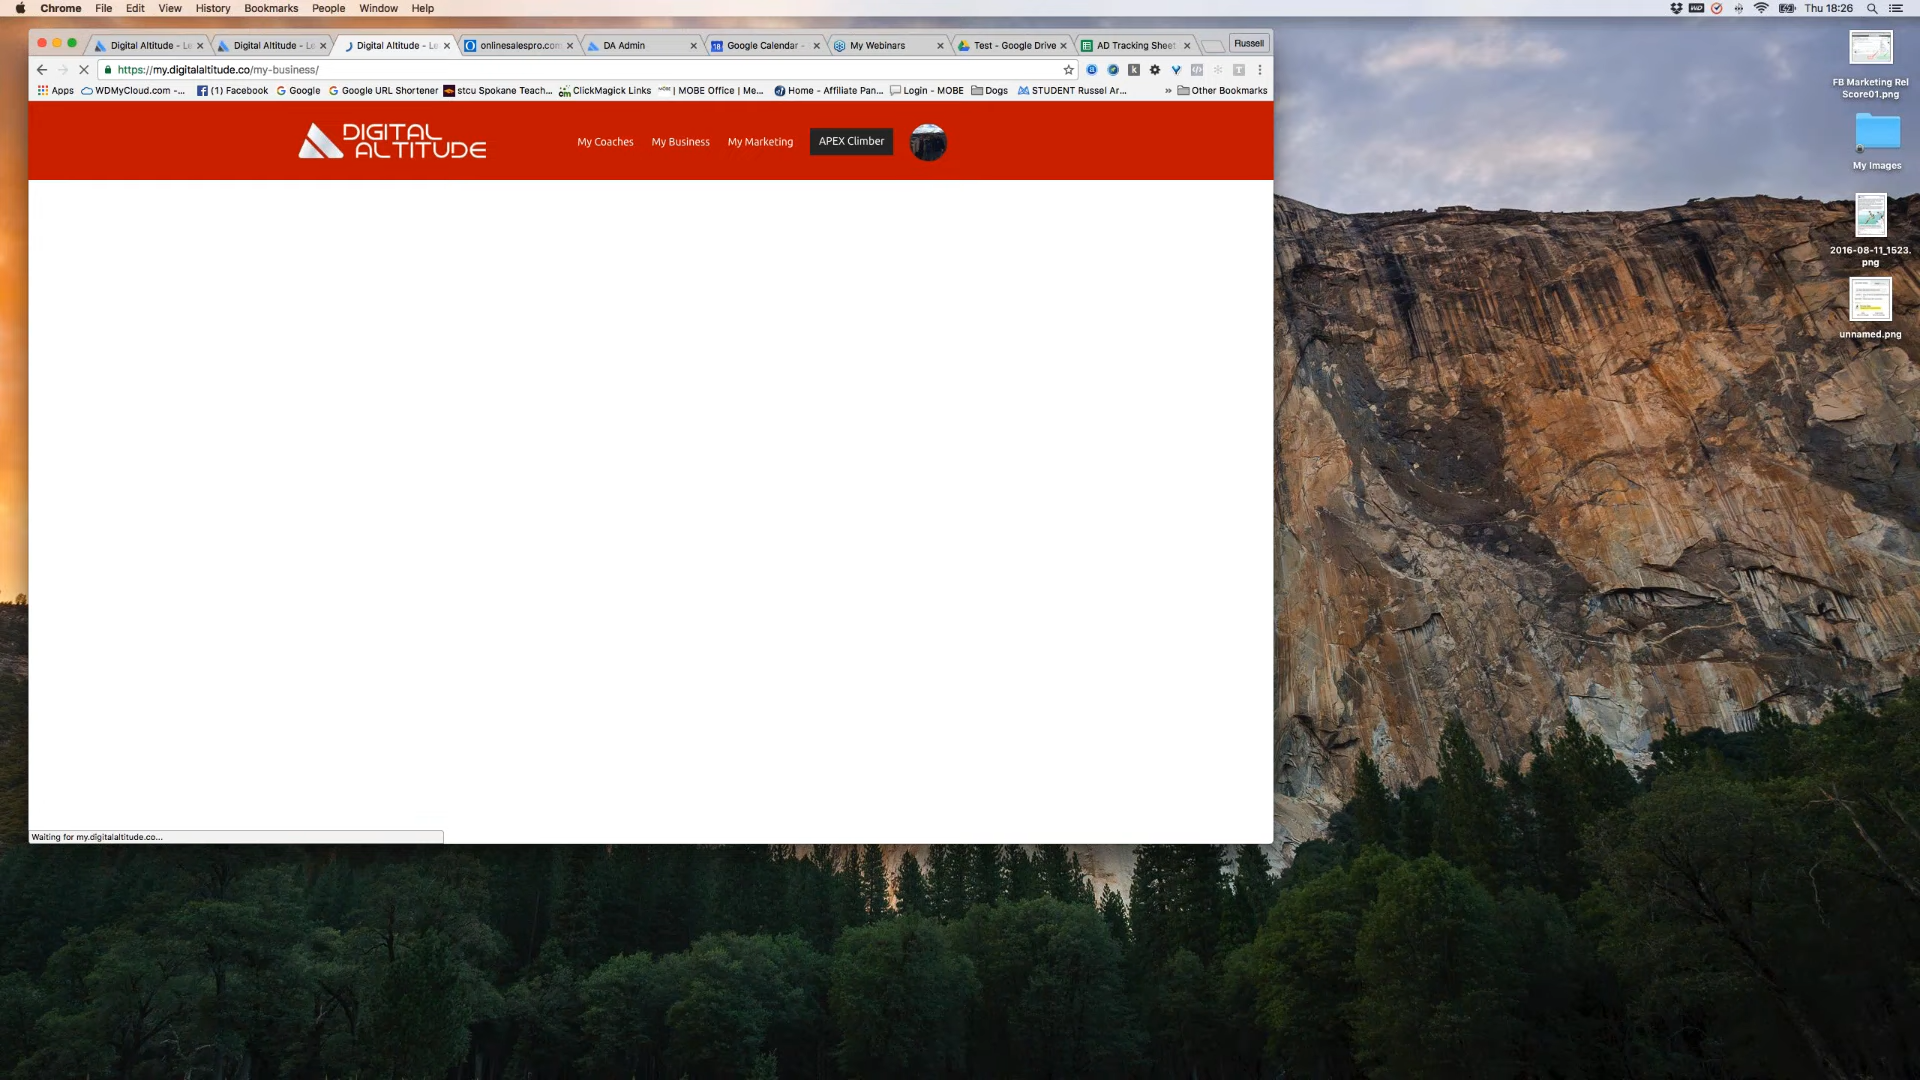 Chrome File Edit View History Bookmarks People Window Help
Thu 18:26
Digital Altitude - Le
Digital Altitude - Le
Digital Altitude - Le
onlinesalespro.com
DA Admin
Google Calendar -
My Webinars
Test - Google Drive
AD Tracking Sheet
Russell
https://my.digitalaltitude.co/my-business/
Apps
WDMyCloud.com -...
(1) Facebook
Google
Google URL Shortener
stcu Spokane Teach...
ClickMagick Links
| MOBE Office | Me...
Home - Affiliate Pan...
Login - MOBE
Dogs
STUDENT Russel Ar...
»
Other Bookmarks
DIGITAL
ALTITUDE
My Coaches
My Business
My Marketing
APEX Climber
Waiting for my.digitalaltitude.co...
FB Marketing Rel
Score01.png
My Images
2016-08-11_1523.
png
unnamed.png